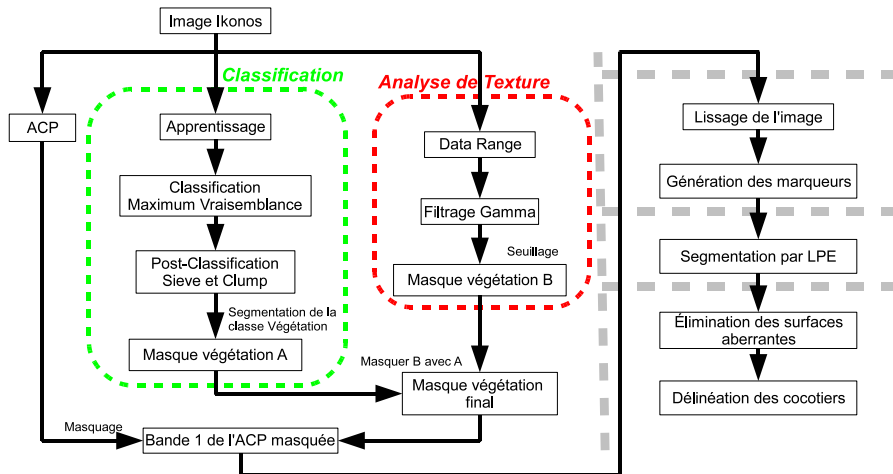 Image Ikonos
Classification
Analyse de Texture
ACP
Apprentissage
Classification
Maximum Vraisemblance
Post-Classification
Sieve et Clump
Segmentation de la
classe Végétation
Masque végétation A
Data Range
Filtrage Gamma
Seuillage
Masque végétation B
Masquer B avec A
Masque végétation
final
Masquage
Bande 1 de l'ACP masquée
Lissage de l'image
Génération des marqueurs
Segmentation par LPE
Élimination des surfaces
aberrantes
Délinéation des cocotiers